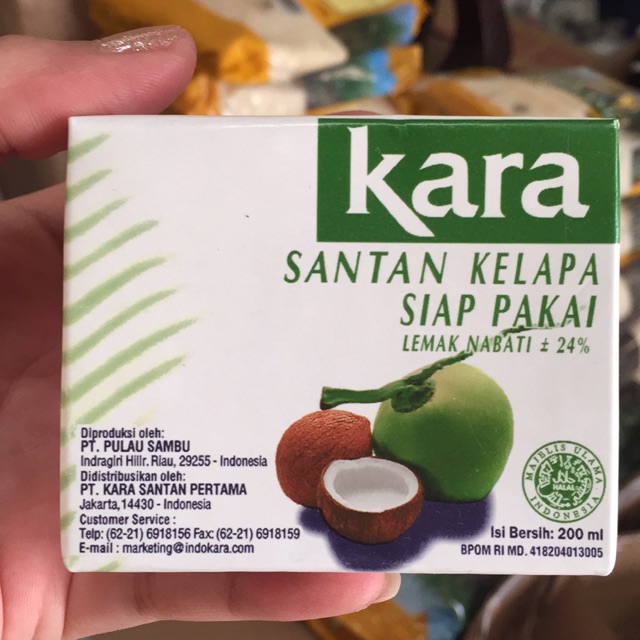 kara
SANTAN KELAPA
SIAP PAKAI
LEMAK NABATI ± 24%
Diproduksi oleh:
PT. PULAU SAMBU
Indragiri Hillr. Riau, 29255 - Indonesia
Didistribusikan oleh:
PT. KARA SANTAN PERTAMA
Jakarta,14430 - Indonesia
Customer Service :
Telp: (62-21) 6918156 Fax: (62-21) 6918159
E-mail : marketing@indokara.com
MAJELIS ULAMA
HALAL
INDONESIA
Isi Bersih: 200 ml
BPOM RI MD. 418204013005